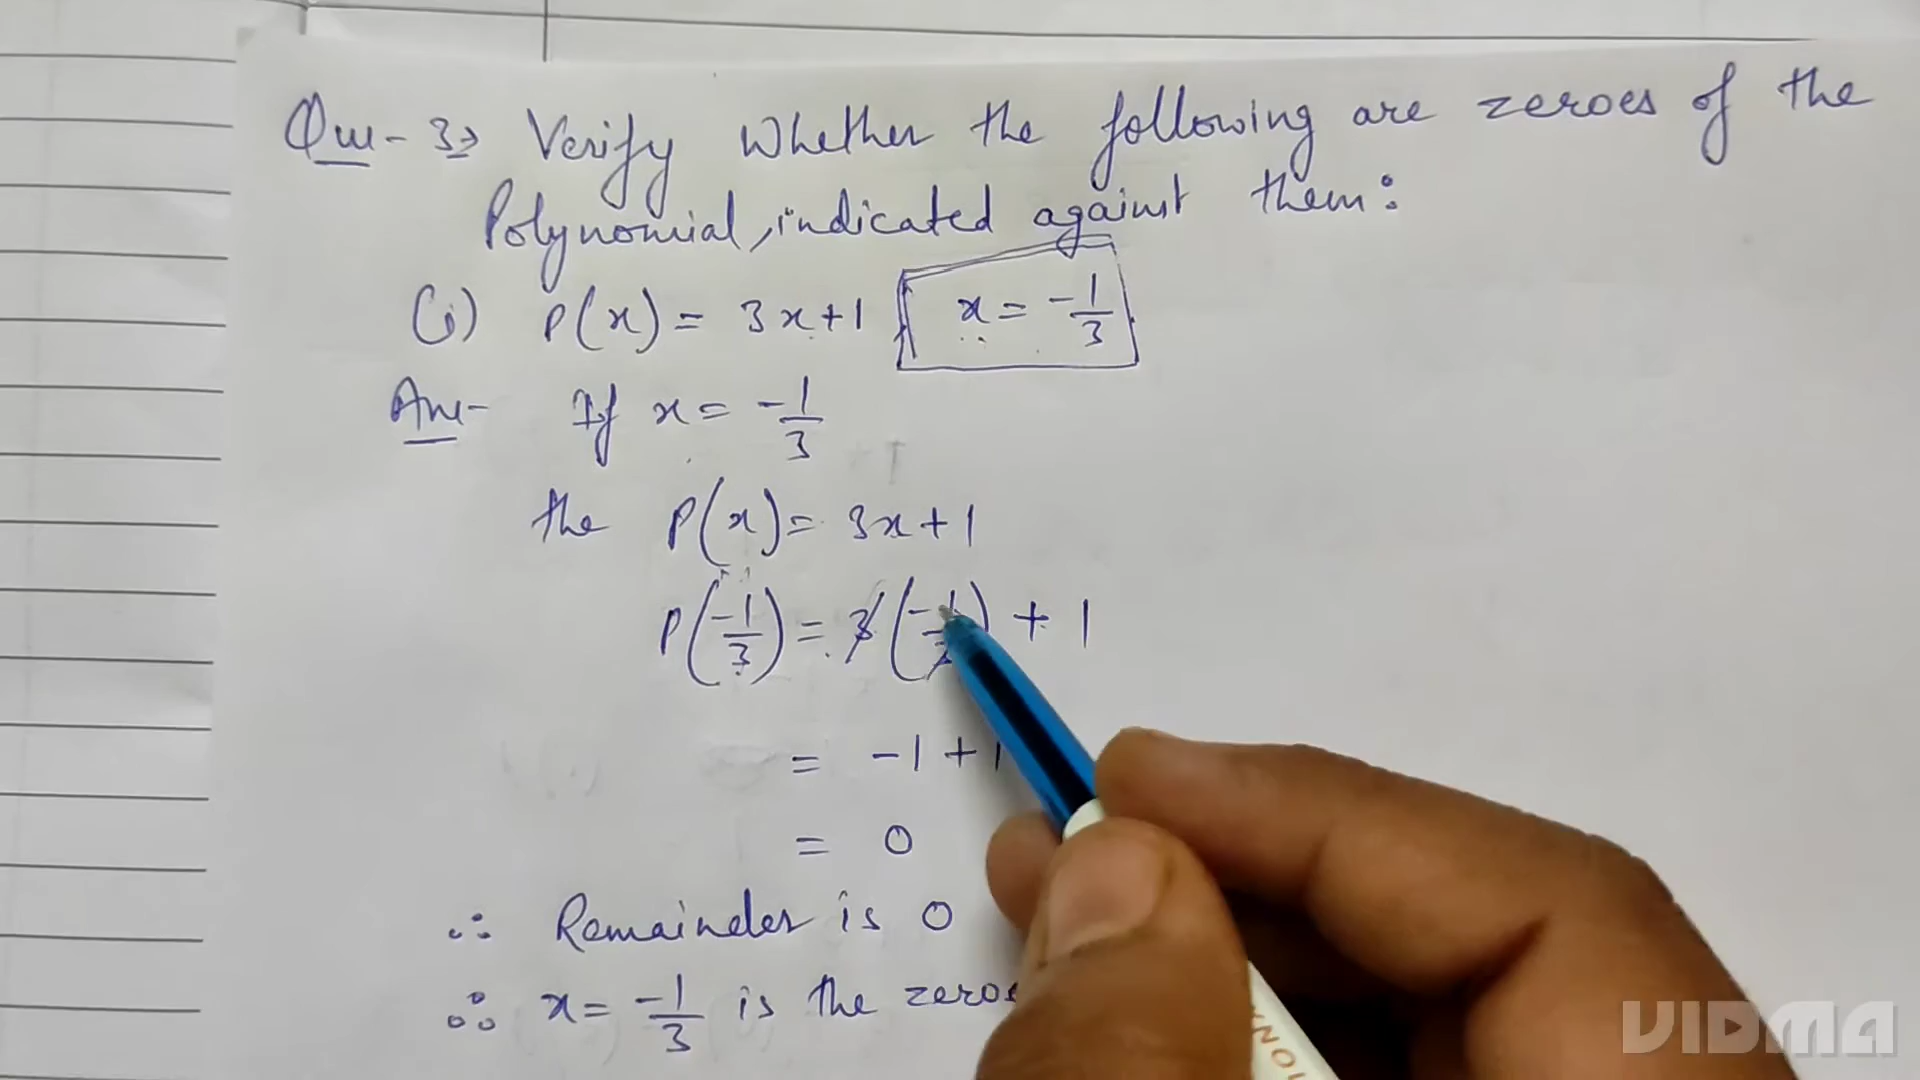 Que-3⇒ Verify Whether the following are zeroes of the
Polynomial, indicated against them:
(i) P(x) = 3x+1 x = -1/3
Ans- If x = -1/3
the P(x) = 3x+1
P(-1/3) = 3(-1/3) + 1
= -1+1
= 0
∴ Remainder is 0
∴ x = -1/3 is the zeros
VIDMA